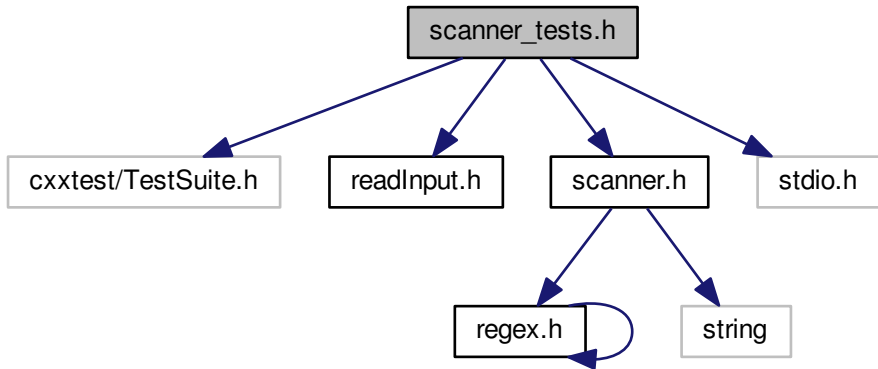 scanner_tests.h
cxxtest/TestSuite.h
readInput.h
scanner.h
stdio.h
regex.h
string